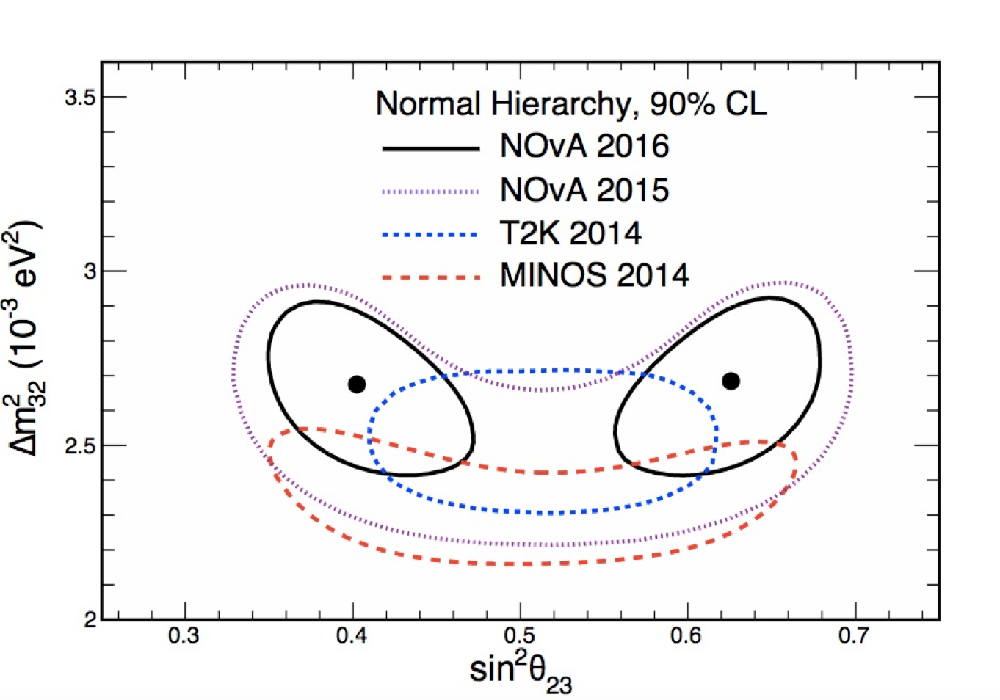 Normal Hierarchy, 90% CL
NOvA 2016
NOvA 2015
T2K 2014
MINOS 2014
3.5
3
2.5
2
Δm²₃₂ (10⁻³ eV²)
0.3 0.4 0.5 0.6 0.7
sin²θ₂₃